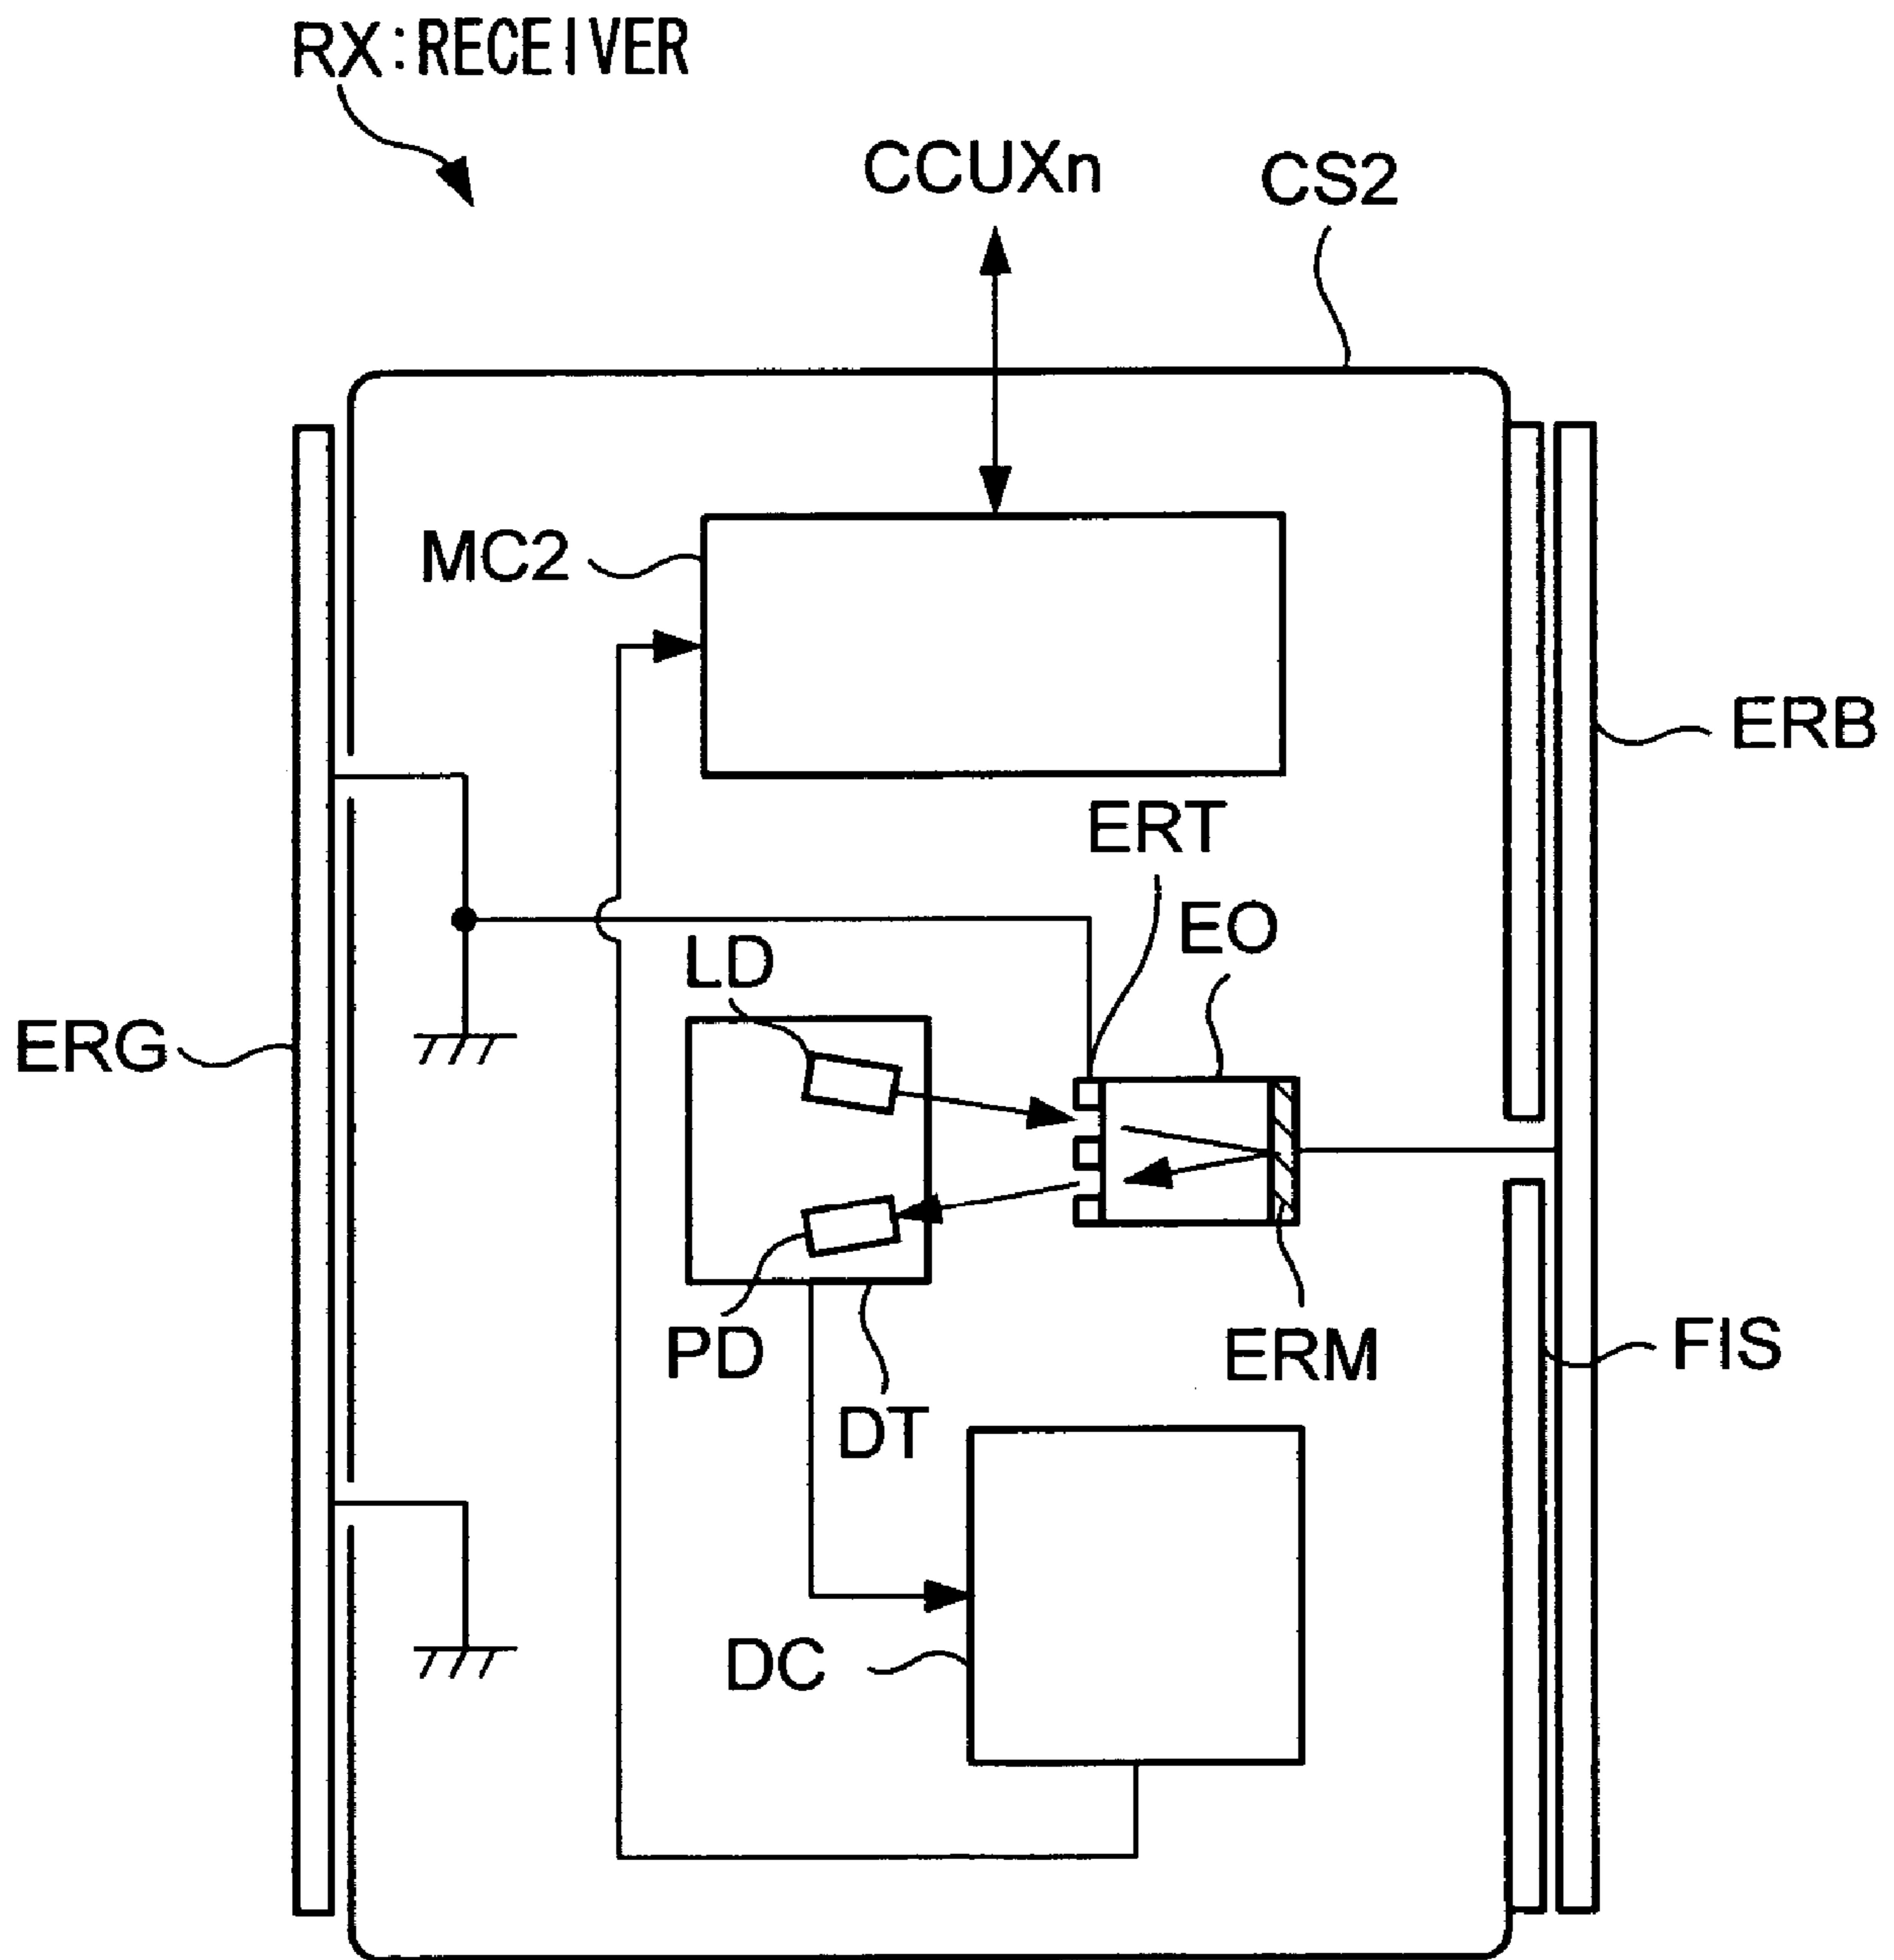 RX:RECEIVER
CCUXn
CS2
MC2
ERB
ERT
EO
LD
ERG
PD
ERM
FIS
DT
DC